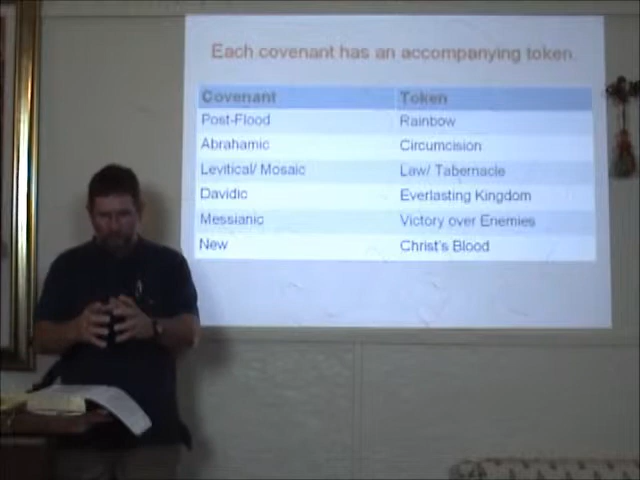 Each covenant has an accompanying token.
Covenant Token
Post-Flood Rainbow
Abrahamic Circumcision
Levitical/ Mosaic Law/ Tabernacle
Davidic Everlasting Kingdom
Messianic Victory over Enemies
New Christ's Blood